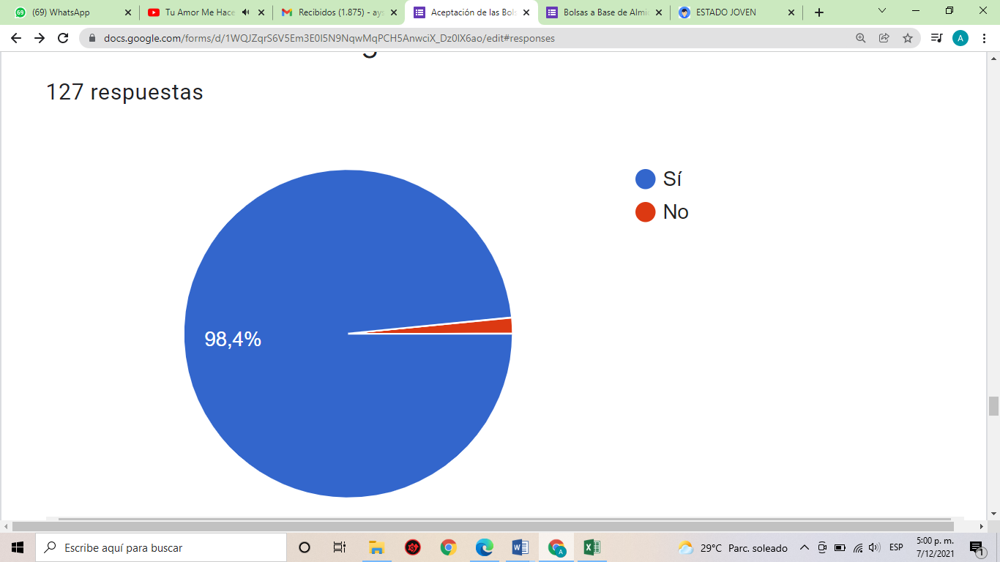 (69) WhatsApp
Tu Amor Me Hace
Recibidos (1.875) - ays
Aceptación de las Bols
Bolsas a Base de Almi
ESTADO JOVEN
docs.google.com/forms/d/1WQJZqrS6V5Em3E0I5N9NqwMqPCH5AnwciX_Dz0lX6ao/edit#responses
A
127 respuestas
Sí
No
98,4%
Escribe aquí para buscar
29°C Parc. soleado
ESP
5:00 p. m.
7/12/2021
1